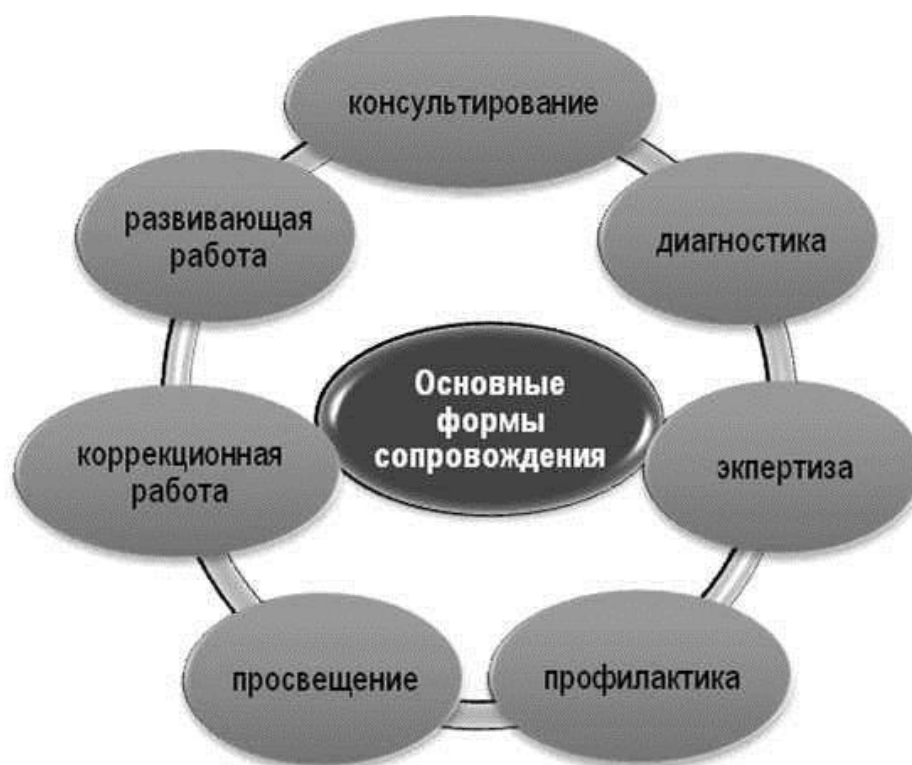 консультирование
развивающая
работа
диагностика
Основные
формы
сопровождения
коррекционная
работа
экпертиза
просвещение
профилактика